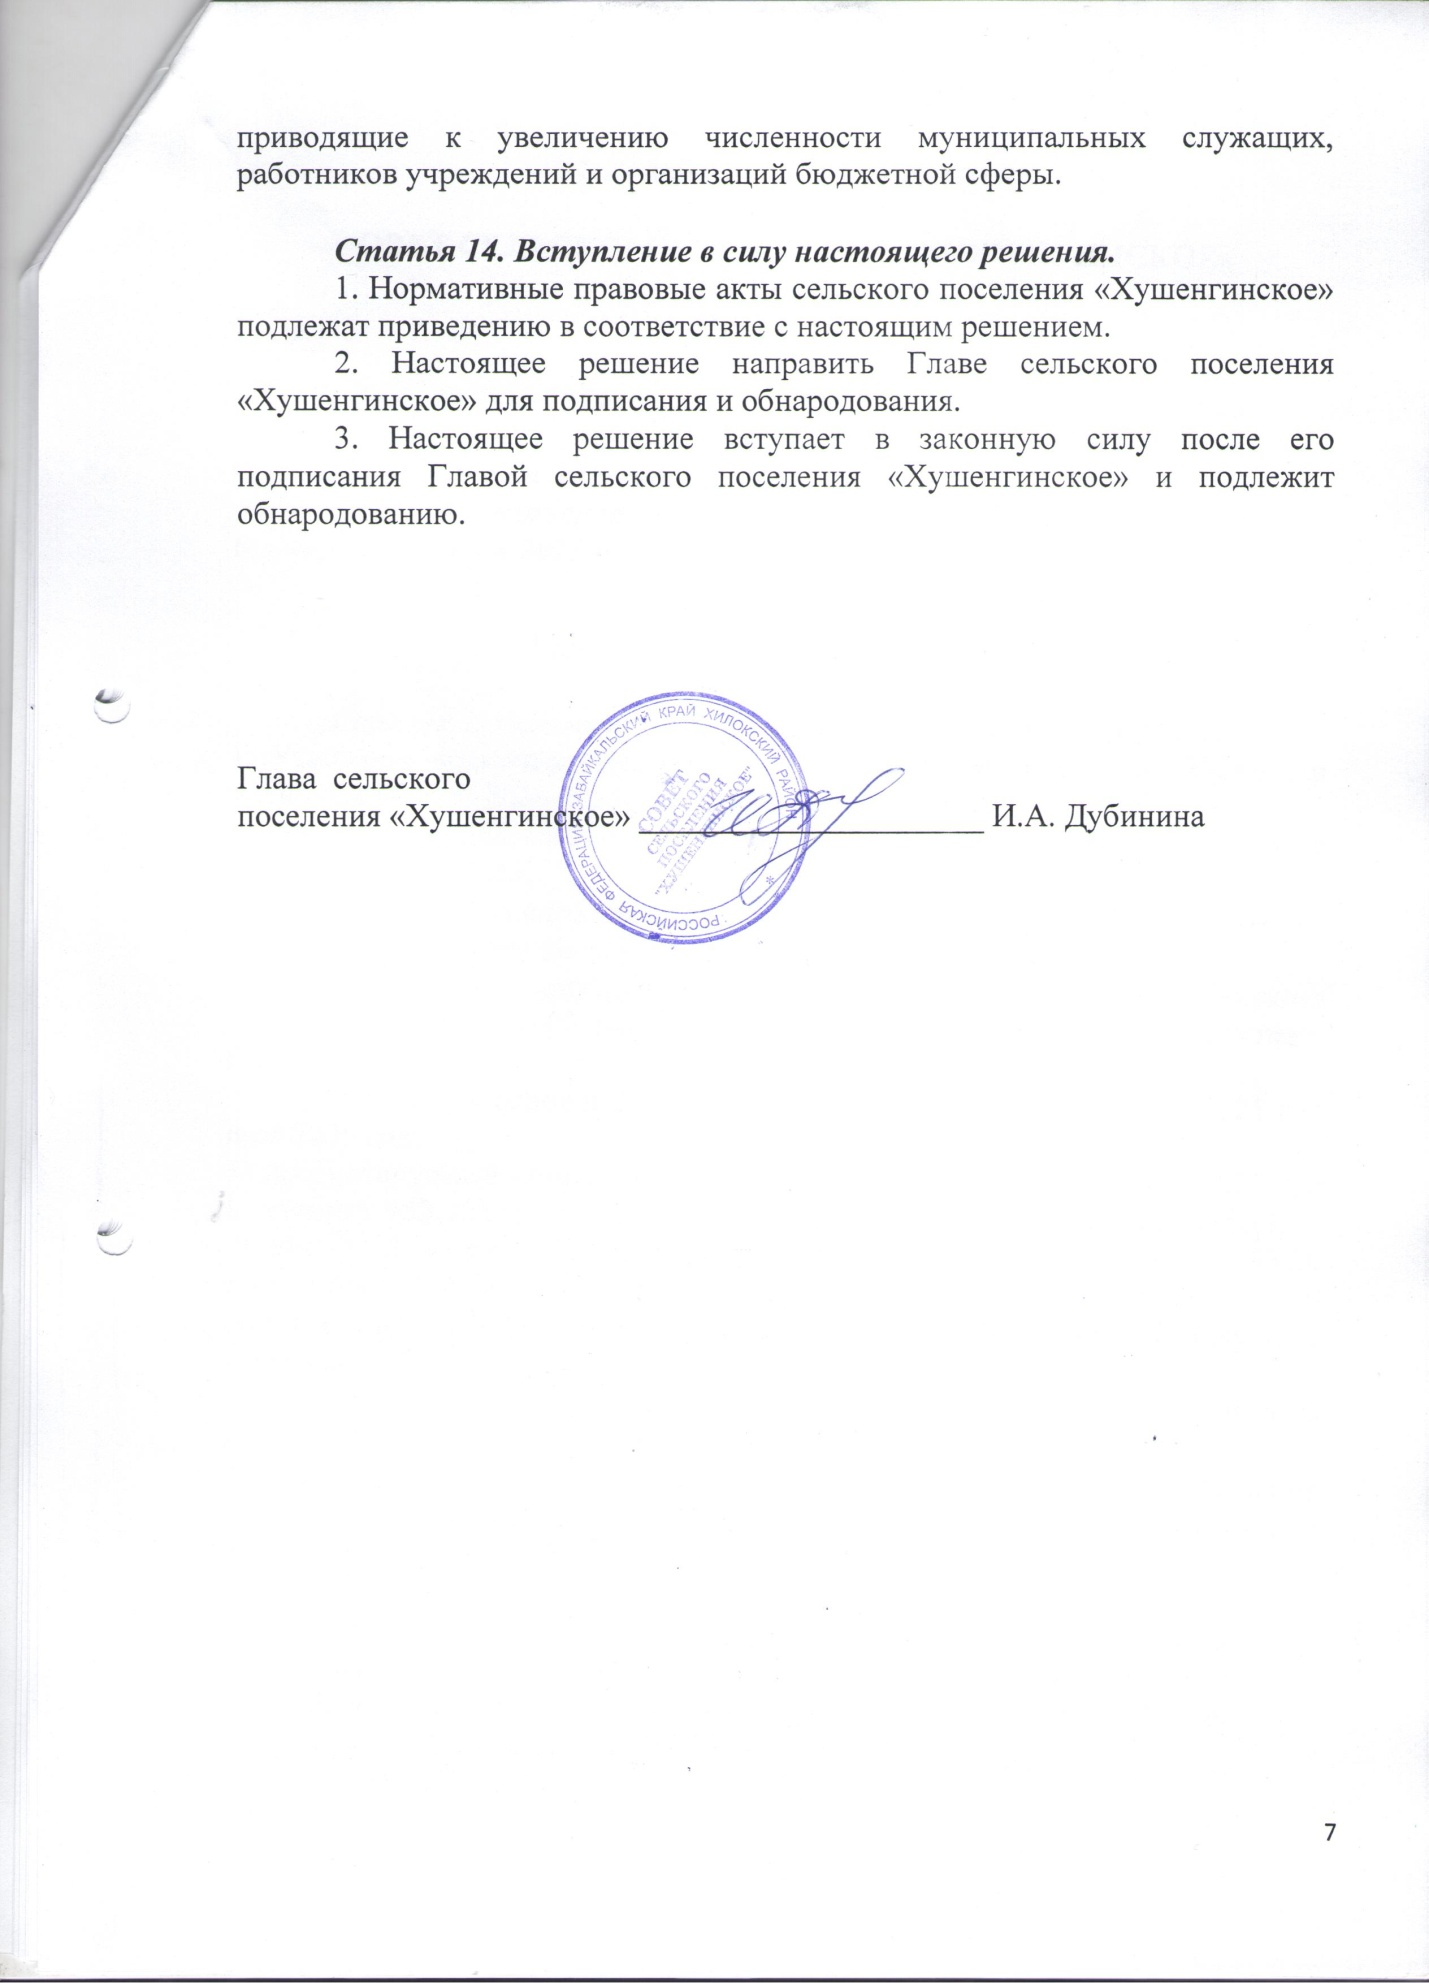 приводящие к увеличению численности муниципальных служащих,
работников учреждений и организаций бюджетной сферы.
Статья 14. Вступление в силу настоящего решения.
1. Нормативные правовые акты сельского поселения «Хушенгинское»
подлежат приведению в соответствие с настоящим решением.
2. Настоящее решение направить Главе сельского поселения
«Хушенгинское» для подписания и обнародования.
3. Настоящее решение вступает в законную силу после его
подписания Главой сельского поселения «Хушенгинское» и подлежит
обнародованию.
Глава сельского
поселения «Хушенгинское» ____________________ И.А. Дубинина
РОССИЙСКАЯ ФЕДЕРАЦИЯ ЗАБАЙКАЛЬСКИЙ КРАЙ ХИЛОКСКИЙ РАЙОН *
СОВЕТ
СЕЛЬСКОГО
ПОСЕЛЕНИЯ
"ХУШЕНГИНСКОЕ"
7